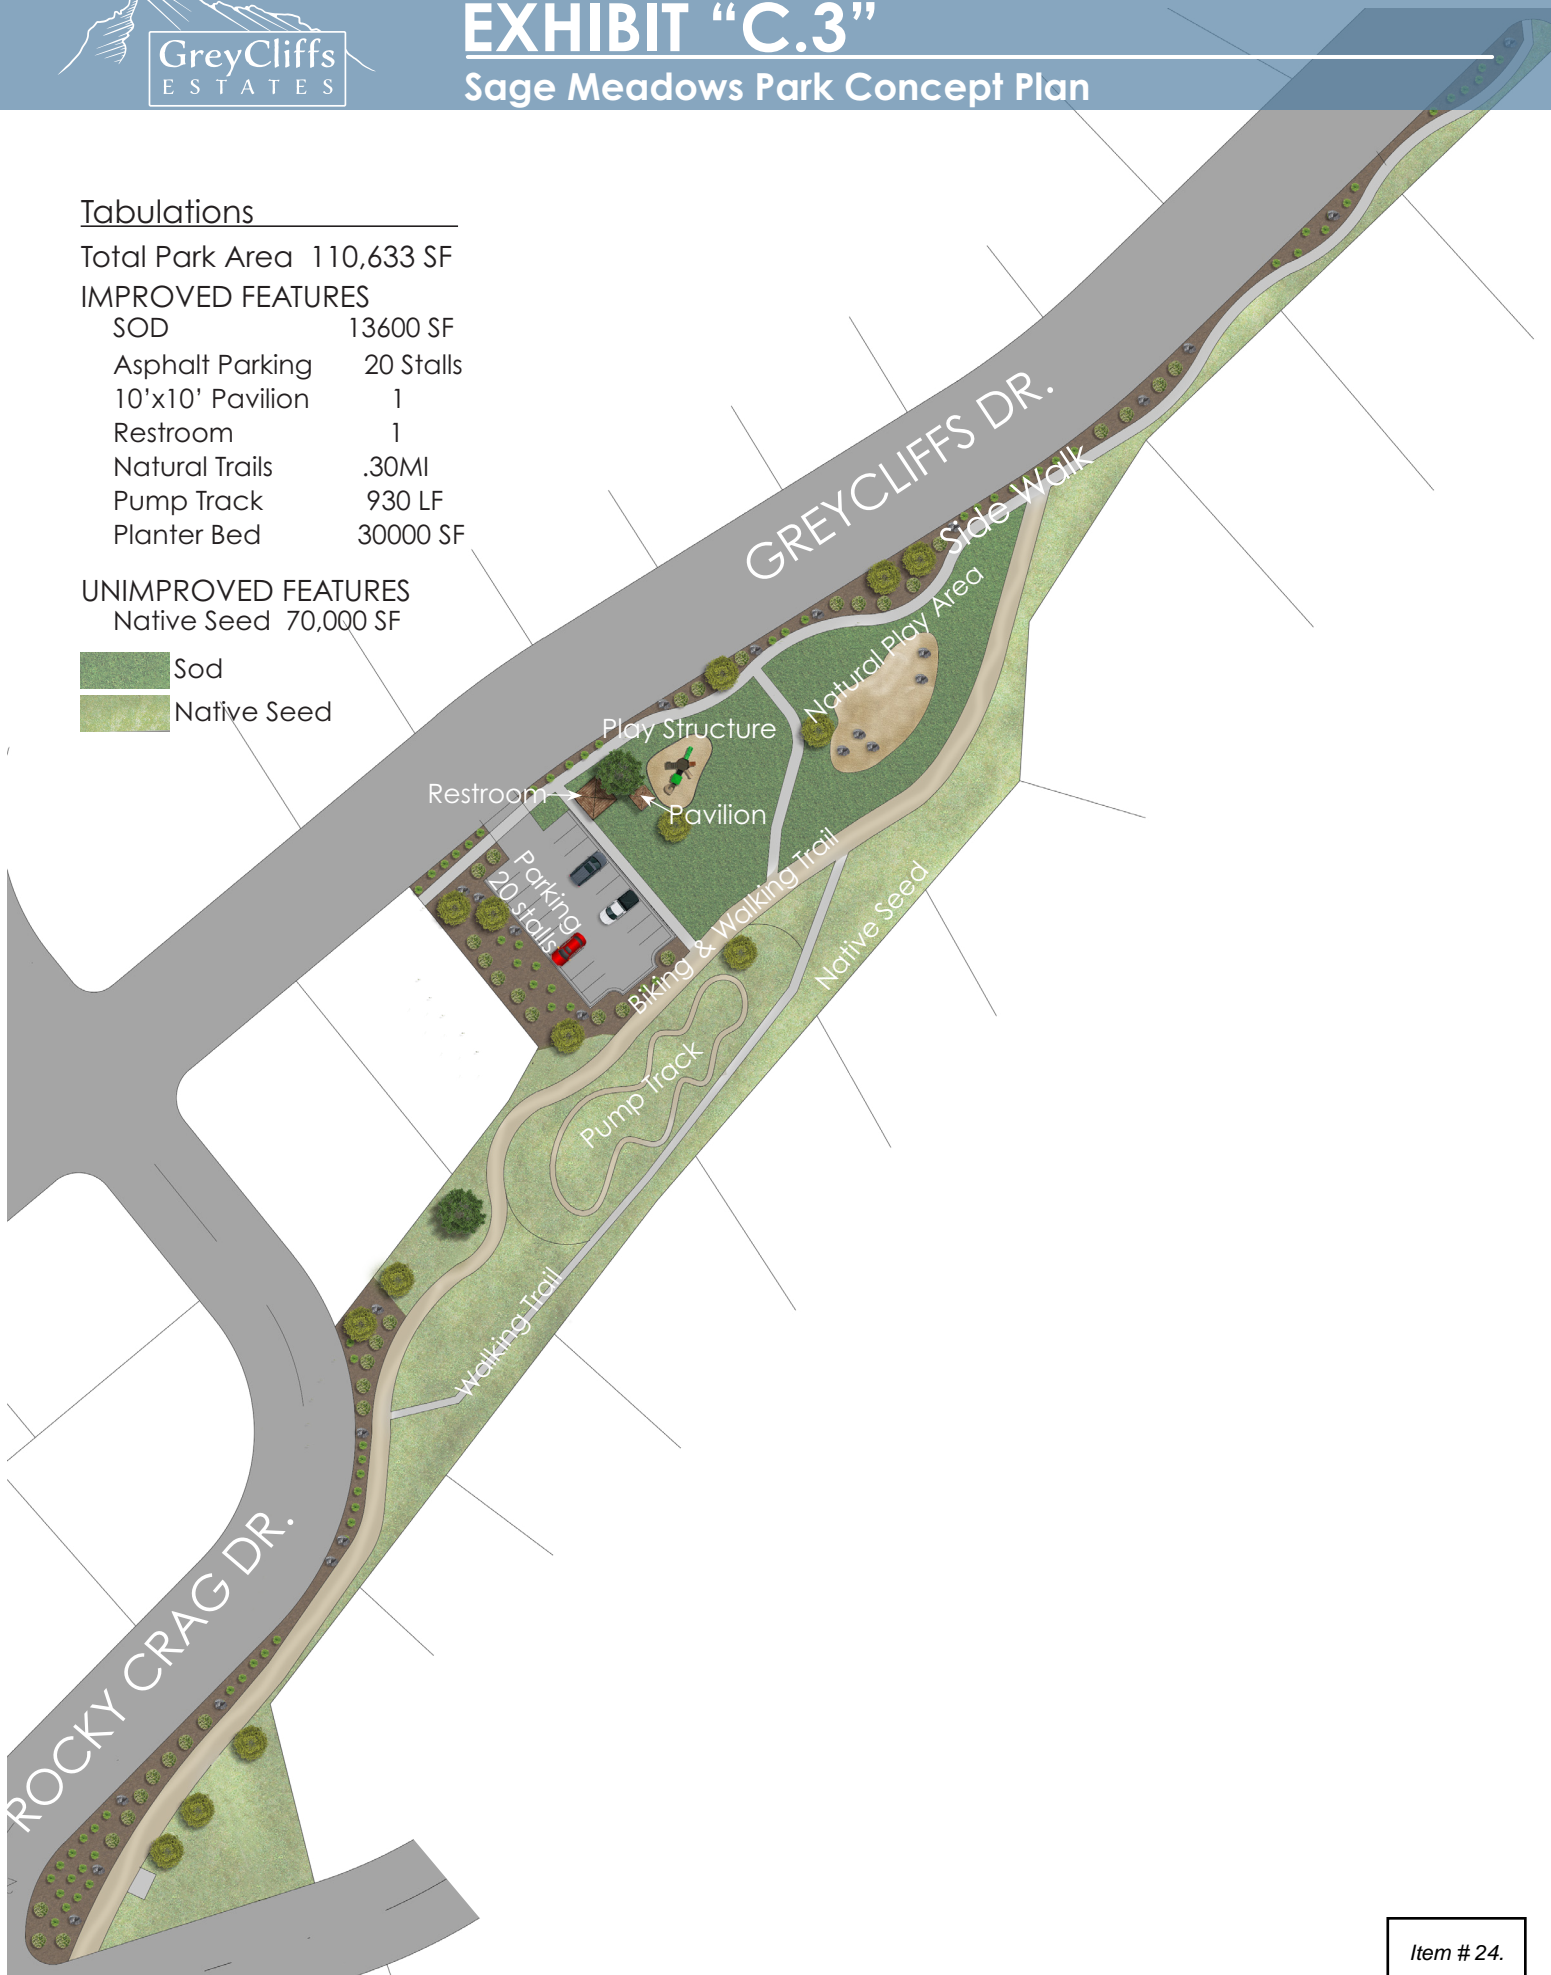 EXHIBIT “C.3”
GreyCliffs
ESTATES
Sage Meadows Park Concept Plan
Tabulations
Total Park Area 110,633 SF
IMPROVED FEATURES
SOD 13600 SF
Asphalt Parking 20 Stalls
10’x10’ Pavilion 1
Restroom 1
Natural Trails .30MI
Pump Track 930 LF
Planter Bed 30000 SF
UNIMPROVED FEATURES
Native Seed 70,000 SF
Sod
Native Seed
GREYCLIFFS DR.
Side Walk
Natural Play Area
Play Structure
Restroom
Pavilion
Parking
20 stalls
Biking & Walking Trail
Native Seed
Pump Track
Walking Trail
ROCKY CRAG DR.
Item # 24.